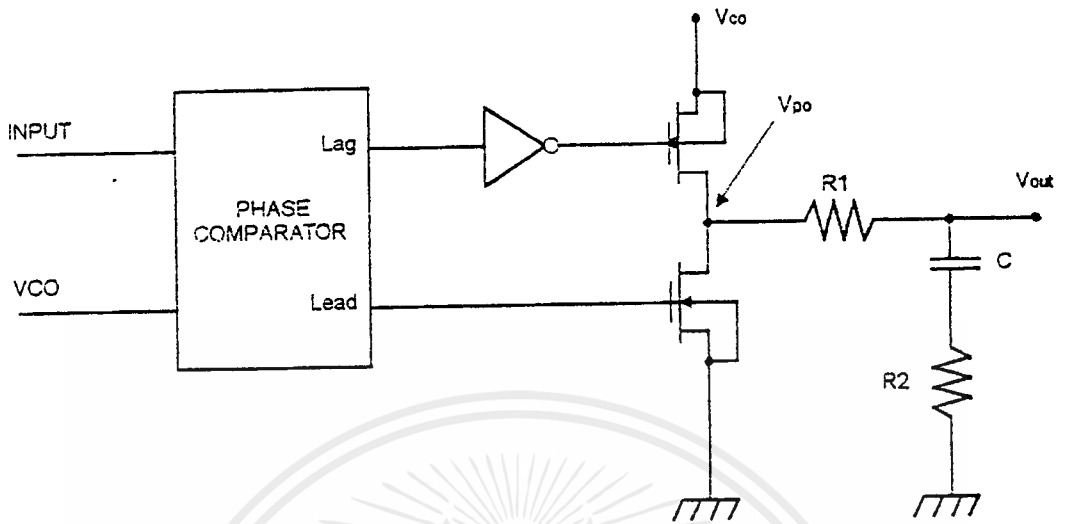 Vco
Vpo
INPUT
Lag
R1
Vout
PHASE
COMPARATOR
C
VCO
Lead
R2